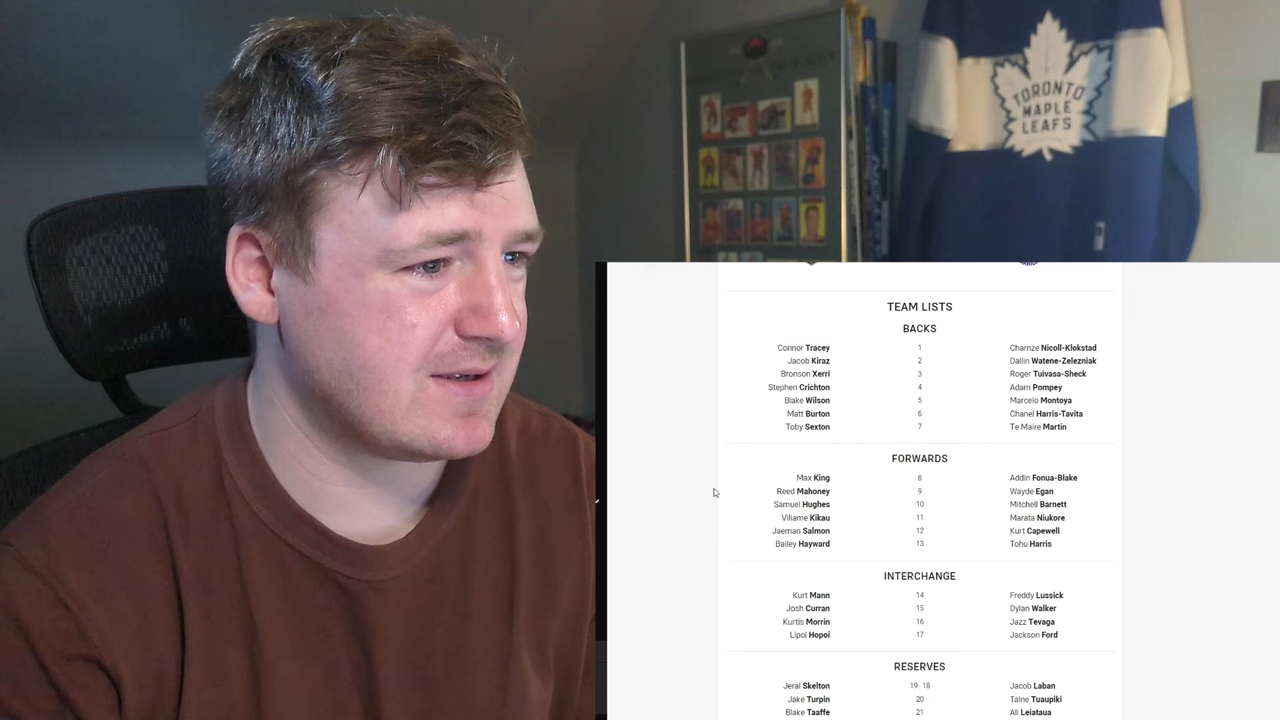 TORONTO
MAPLE
LEAFS
TEAM LISTS
BACKS
Connor Tracey 1 Charnze Nicoll-Klokstad
Jacob Kiraz 2 Dallin Watene-Zelezniak
Bronson Xerri 3 Roger Tuivasa-Sheck
Stephen Crichton 4 Adam Pompey
Blake Wilson 5 Marcelo Montoya
Matt Burton 6 Chanel Harris-Tavita
Toby Sexton 7 Te Maire Martin
FORWARDS
Max King 8 Addin Fonua-Blake
Reed Mahoney 9 Wayde Egan
Samuel Hughes 10 Mitchell Barnett
Viliame Kikau 11 Marata Niukore
Jaeman Salmon 12 Kurt Capewell
Bailey Hayward 13 Tohu Harris
INTERCHANGE
Kurt Mann 14 Freddy Lussick
Josh Curran 15 Dylan Walker
Kurtis Morrin 16 Jazz Tevaga
Lipoi Hopoi 17 Jackson Ford
RESERVES
Jeral Skelton 19 18 Jacob Laban
Jake Turpin 20 Taine Tuaupiki
Blake Taaffe 21 Ali Leiataua